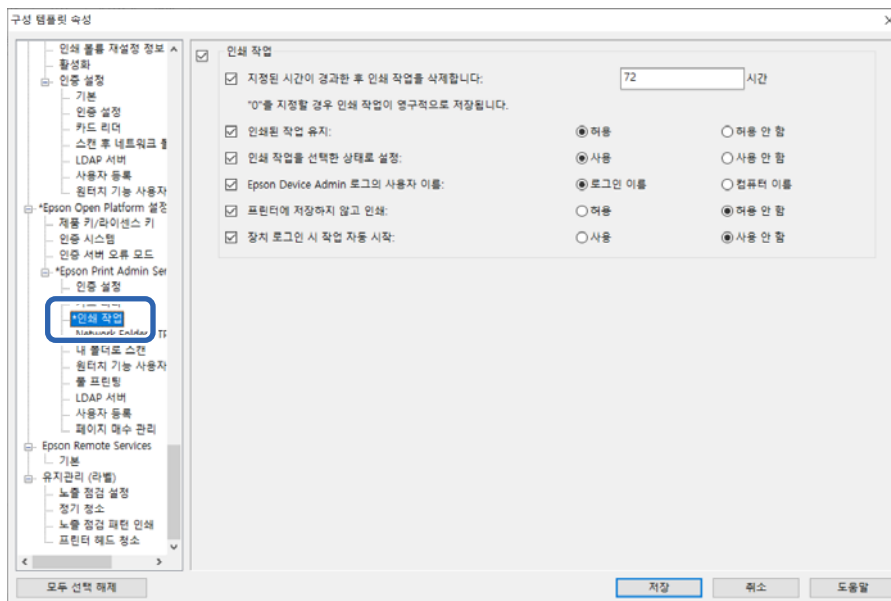 구성 템플릿 속성
인쇄 볼륨 재설정 정보
활성화
인증 설정
기본
인증 설정
카드 리더
스캔 후 네트워크 폴
LDAP 서버
사용자 등록
원터치 기능 사용자
*Epson Open Platform 설정
제품 키/라이센스 키
인증 시스템
인증 서버 오류 모드
*Epson Print Admin Ser
인증 설정
*인쇄 작업
Network Folder
내 폴더로 스캔
원터치 기능 사용자
풀 프린팅
LDAP 서버
사용자 등록
페이지 매수 관리
Epson Remote Services
기본
유지관리 (라벨)
노즐 점검 설정
정기 청소
노즐 점검 패턴 인쇄
프린터 헤드 청소
인쇄 작업
지정된 시간이 경과한 후 인쇄 작업을 삭제합니다: 72 시간
"0"을 지정할 경우 인쇄 작업이 영구적으로 저장됩니다.
인쇄된 작업 유지: 허용 허용 안 함
인쇄 작업을 선택한 상태로 설정: 사용 사용 안 함
Epson Device Admin 로그의 사용자 이름: 로그인 이름 컴퓨터 이름
프린터에 저장하지 않고 인쇄: 허용 허용 안 함
장치 로그인 시 작업 자동 시작: 사용 사용 안 함
모두 선택 해제 저장 취소 도움말